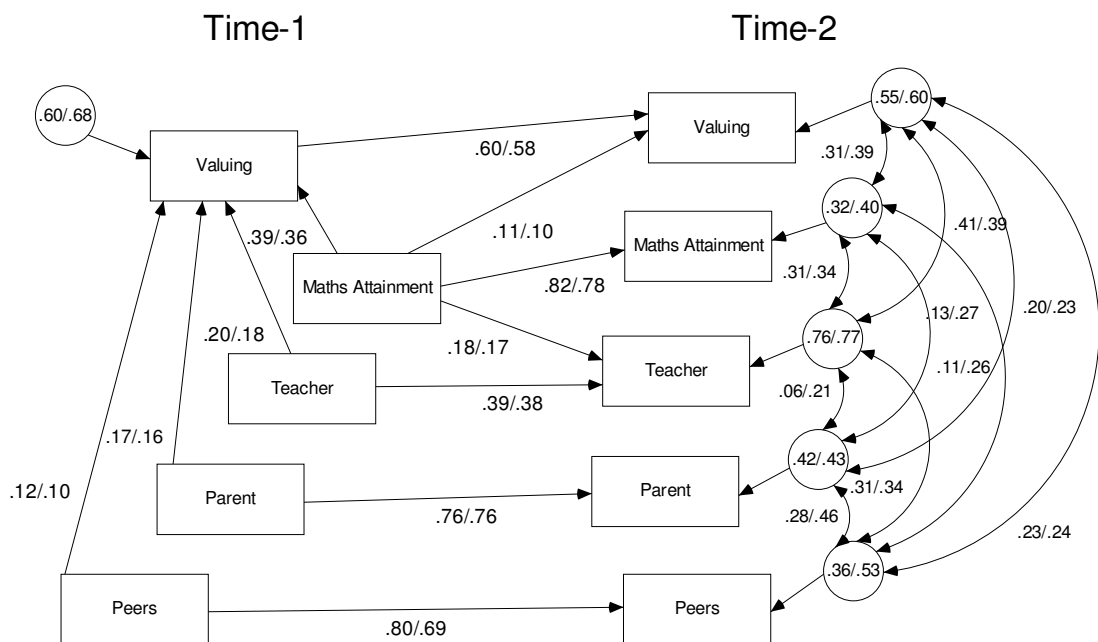 Time-1
Time-2
.60/.68
.55/.60
Valuing
Valuing
.60/.58
.31/.39
.39/.36
.11/.10
.32/.40
.41/.39
Maths Attainment
Maths Attainment
.82/.78
.31/.34
.20/.18
.18/.17
.76/.77
.13/.27
.20/.23
Teacher
Teacher
.39/.38
.06/.21
.11/.26
.17/.16
.12/.10
Parent
Parent
.76/.76
.42/.43
.31/.34
.28/.46
.23/.24
.36/.53
Peers
Peers
.80/.69